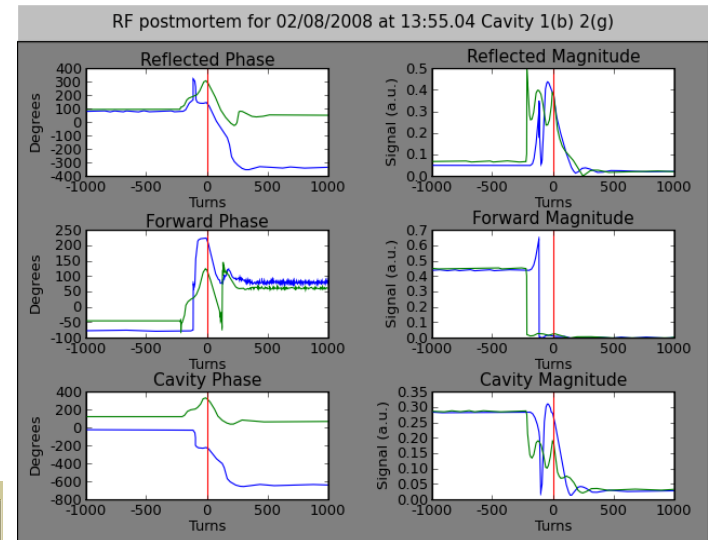 RF postmortem for 02/08/2008 at 13:55.04 Cavity 1(b) 2(g)
Reflected Phase
400
300
200
100
0
-100
-200
-300
-400
Degrees
-1000 -500 0 500 1000
Turns
Reflected Magnitude
0.5
0.4
0.3
0.2
0.1
0.0
Signal (a.u.)
-1000 -500 0 500 1000
Turns
Forward Phase
250
200
150
100
50
0
-50
-100
Degrees
-1000 -500 0 500 1000
Turns
Forward Magnitude
0.7
0.6
0.5
0.4
0.3
0.2
0.1
0.0
Signal (a.u.)
-1000 -500 0 500 1000
Turns
Cavity Phase
400
200
0
-200
-400
-600
-800
Degrees
-1000 -500 0 500 1000
Turns
Cavity Magnitude
0.35
0.30
0.25
0.20
0.15
0.10
0.05
0.00
Signal (a.u.)
-1000 -500 0 500 1000
Turns